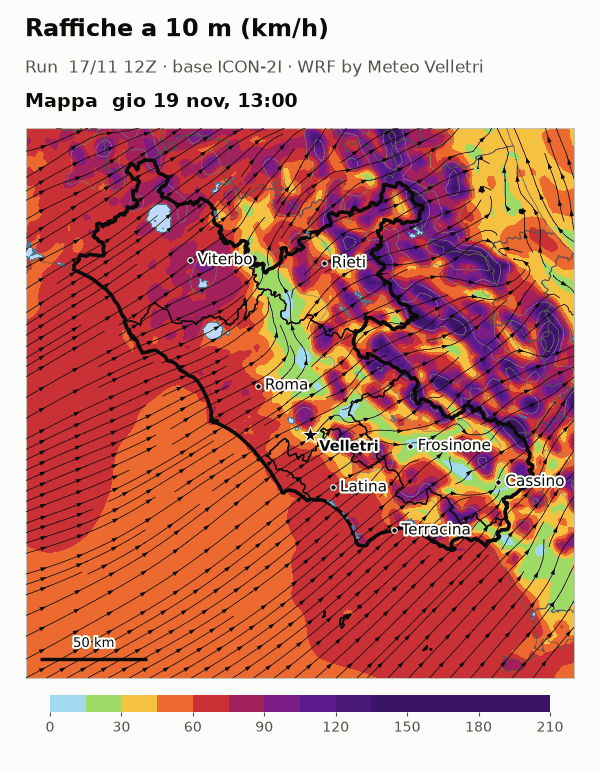 Raffiche a 10 m (km/h)
Run  17/11 12Z · base ICON-2I · WRF by Meteo Velletri
Mappa  gio 19 nov, 13:00
Viterbo
Rieti
Roma
Velletri
Frosinone
Cassino
Latina
Terracina
50 km
0 30 60 90 120 150 180 210